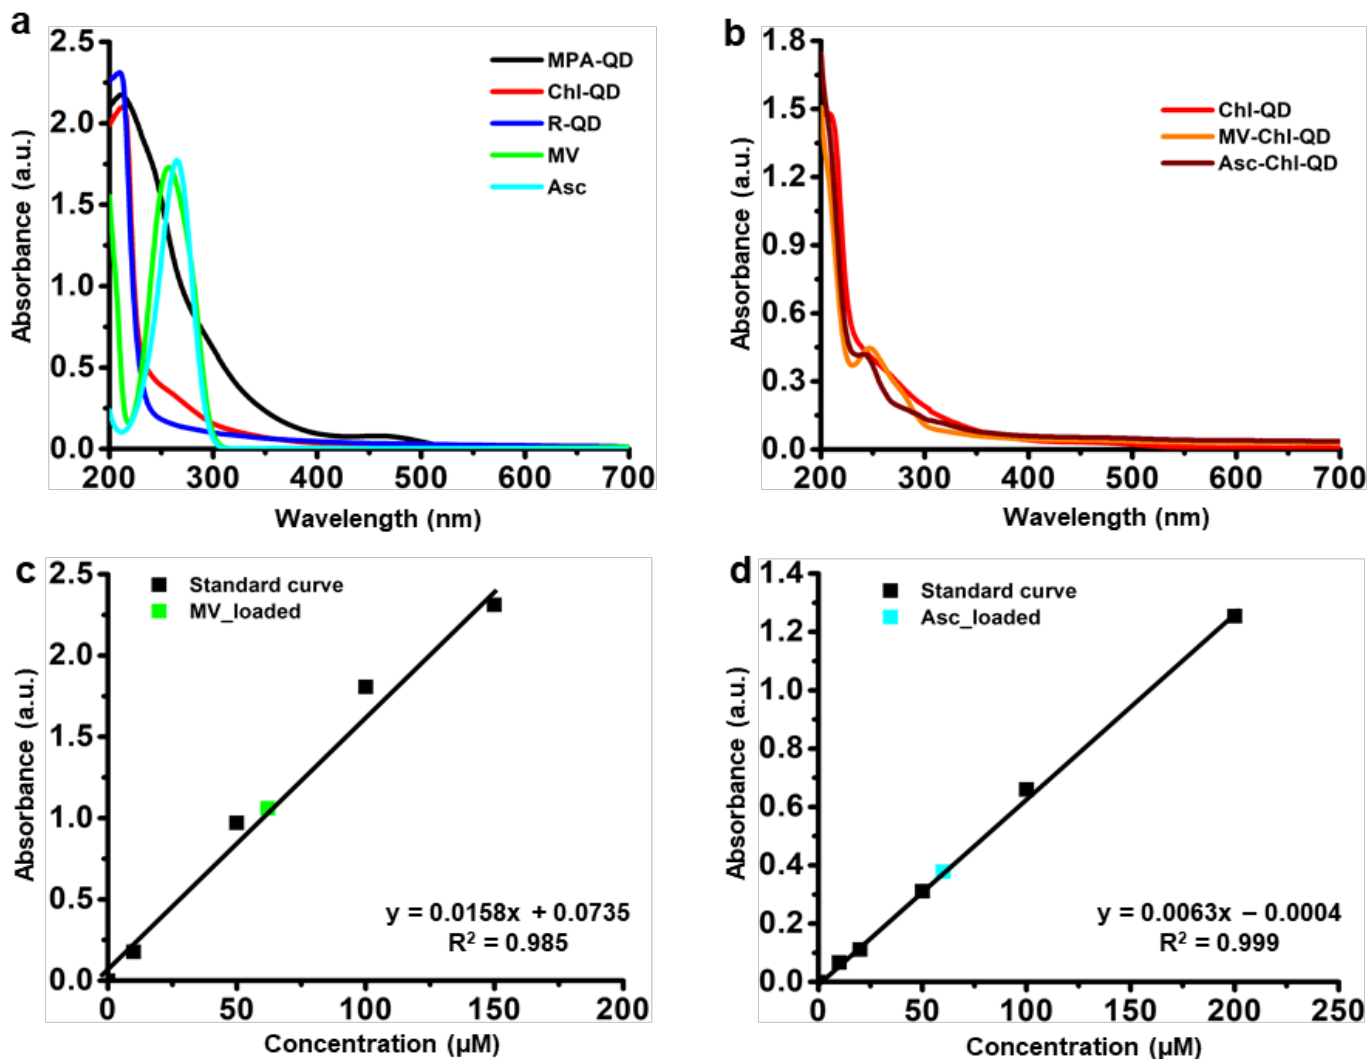 a
2.5
2.0
1.5
1.0
0.5
0.0
200 300 400 500 600 700
Absorbance (a.u.)
Wavelength (nm)
MPA-QD
Chl-QD
R-QD
MV
Asc
b
1.8
1.5
1.2
0.9
0.6
0.3
0.0
200 300 400 500 600 700
Absorbance (a.u.)
Wavelength (nm)
Chl-QD
MV-Chl-QD
Asc-Chl-QD
c
2.5
2.0
1.5
1.0
0.5
0.0
0 50 100 150 200
Absorbance (a.u.)
Concentration (µM)
Standard curve
MV_loaded
y = 0.0158x + 0.0735
R² = 0.985
d
1.4
1.2
1.0
0.8
0.6
0.4
0.2
0.0
0 50 100 150 200 250
Absorbance (a.u.)
Concentration (µM)
Standard curve
Asc_loaded
y = 0.0063x – 0.0004
R² = 0.999